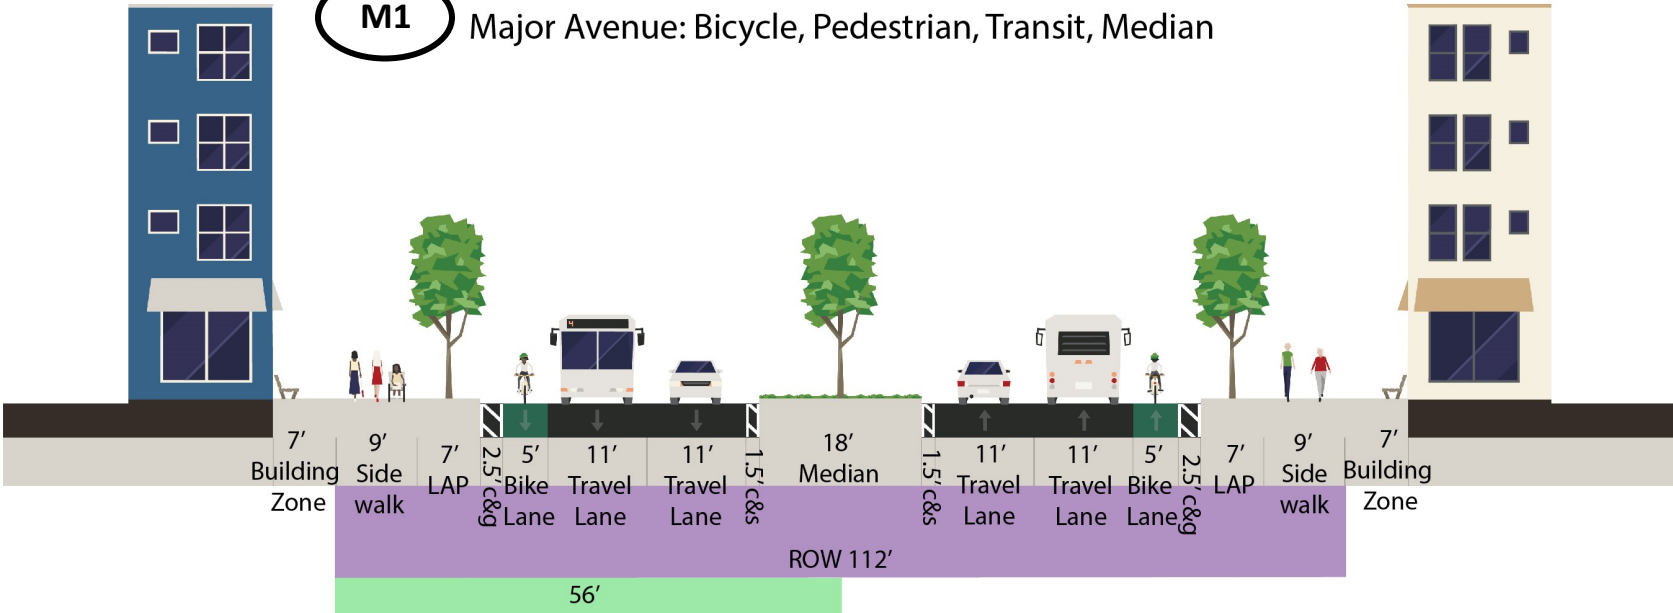 M1
Major Avenue: Bicycle, Pedestrian, Transit, Median
4
7’
Building
Zone
9’
Side
walk
7’
LAP
2.5’ c&g
5’
Bike
Lane
11’
Travel
Lane
11’
Travel
Lane
1.5’ c&s
18’
Median
1.5’ c&s
11’
Travel
Lane
11’
Travel
Lane
5’
Bike
Lane
2.5’ c&g
7’
LAP
9’
Side
walk
7’
Building
Zone
ROW 112’
56’